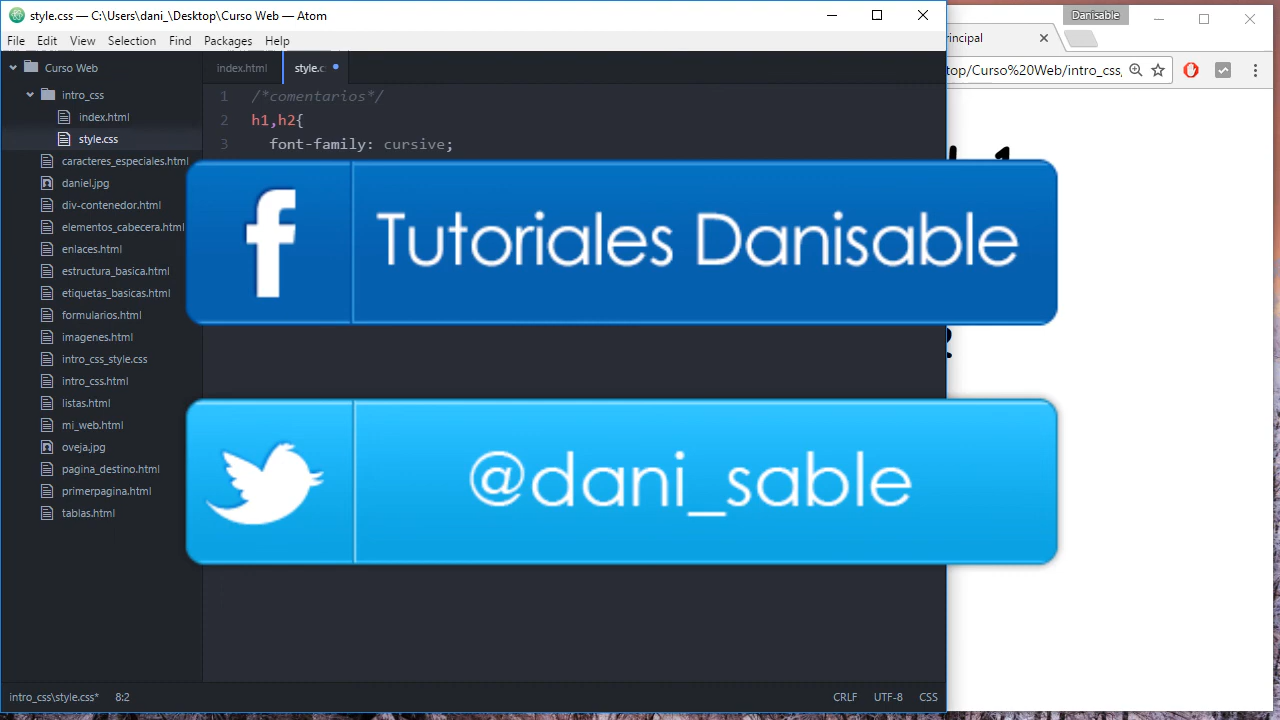 style.css — C:\Users\dani_\Desktop\Curso Web — Atom
Danisable
File Edit View Selection Find Packages Help
Curso Web
intro_css
index.html
style.css
caracteres_especiales.html
daniel.jpg
div-contenedor.html
elementos_cabecera.html
enlaces.html
estructura_basica.html
etiquetas_basicas.html
formularios.html
imagenes.html
intro_css_style.css
intro_css.html
listas.html
mi_web.html
oveja.jpg
pagina_destino.html
primerpagina.html
tablas.html
index.html
style.c
1 /*comentarios*/
2 h1,h2{
3 font-family: cursive;
Tutoriales Danisable
@dani_sable
top/Curso%20Web/intro_css
intro_css\style.css* 8:2
CRLF UTF-8 CSS